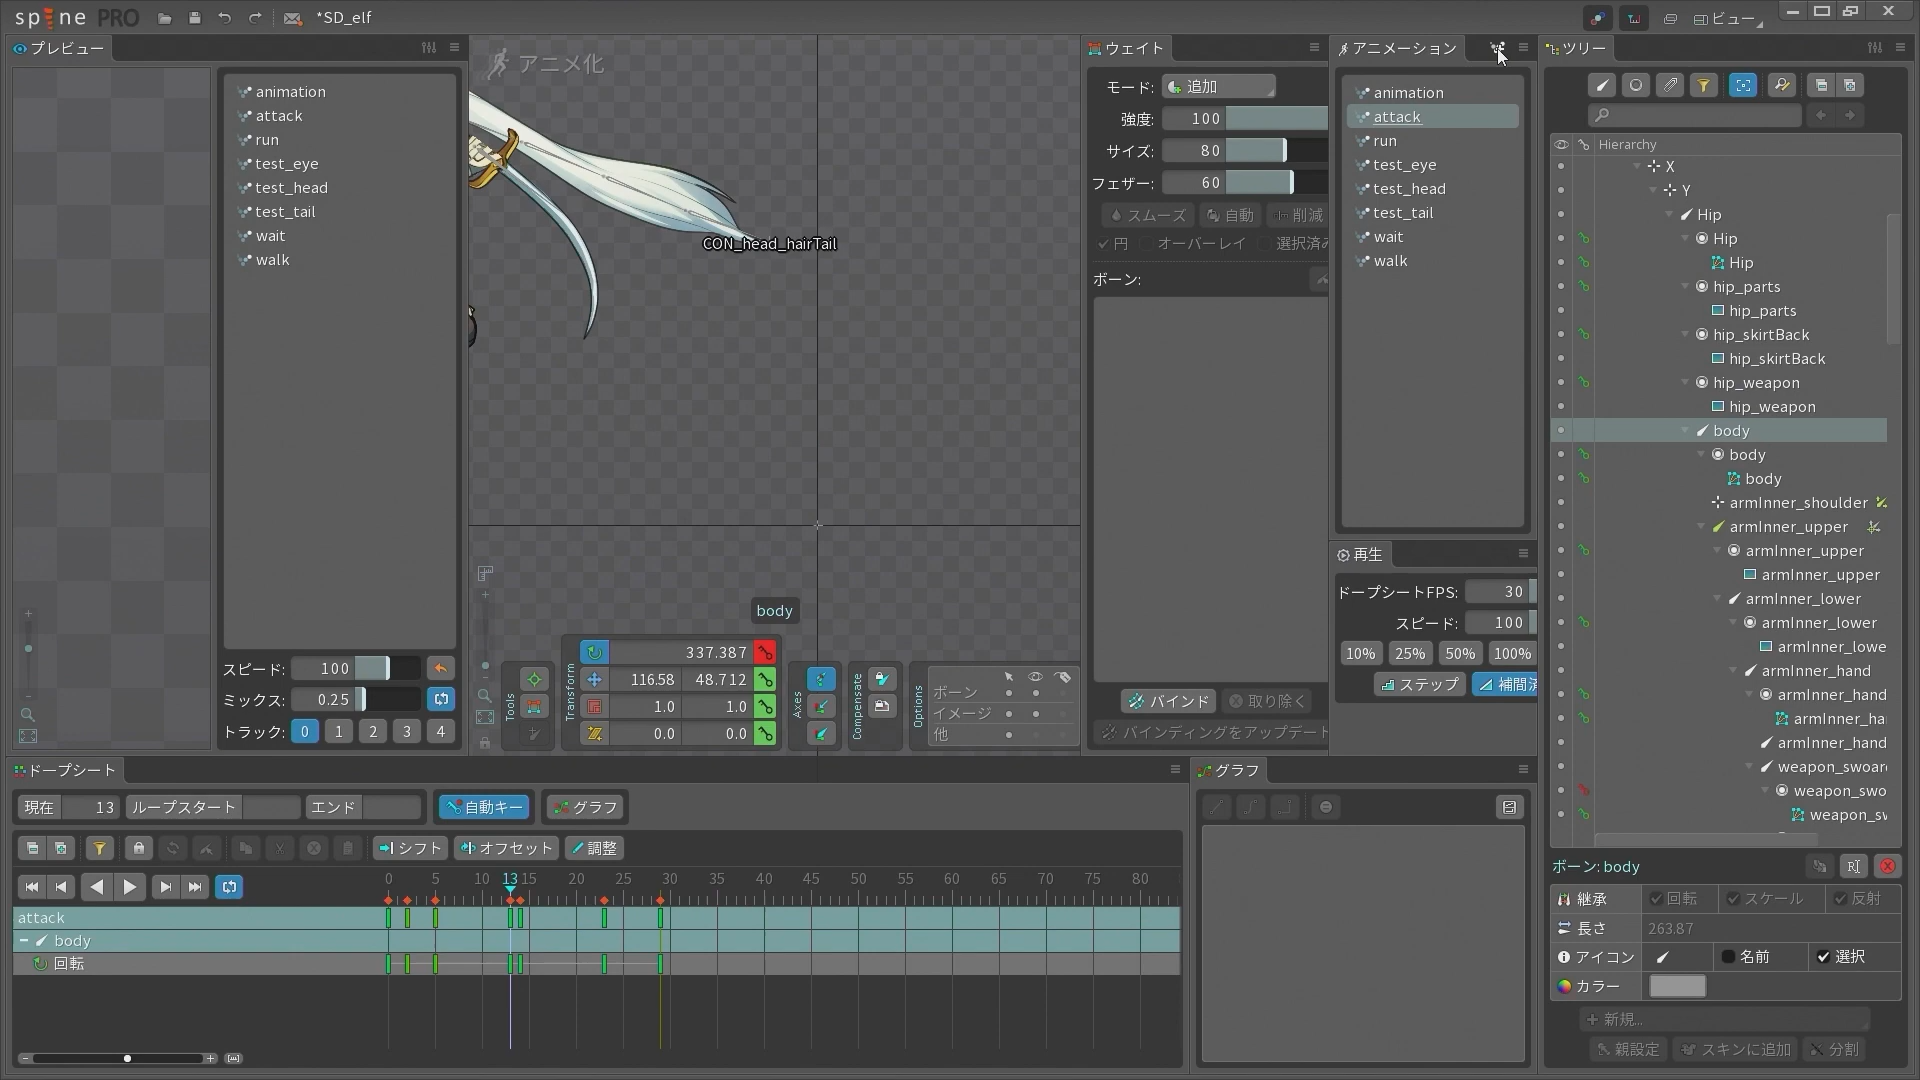 spine PRO
*SD_elf
ビュー
プレビュー
animation
attack
run
test_eye
test_head
test_tail
wait
walk
スピード: 100
ミックス: 0.25
トラック: 0 1 2 3 4
アニメ化
CON_head_hairTail
body
Tools
Transform
337.387
116.58 48.712
1.0 1.0
0.0 0.0
Axes
Compensate
Options
ボーン
イメージ
他
ウェイト
モード: 追加
強度: 100
サイズ: 80
フェザー: 60
スムーズ 自動 削減
円 オーバーレイ 選択済み
ボーン:
バインド 取り除く
バインディングをアップデート
アニメーション
animation
attack
run
test_eye
test_head
test_tail
wait
walk
再生
ドープシートFPS: 30
スピード: 100
10% 25% 50% 100%
ステップ 補間済
ツリー
Hierarchy
X
Y
Hip
Hip
Hip
hip_parts
hip_parts
hip_skirtBack
hip_skirtBack
hip_weapon
hip_weapon
body
body
body
armInner_shoulder
armInner_upper
armInner_upper
armInner_upper
armInner_lower
armInner_lower
armInner_lowe
armInner_hand
armInner_hand
armInner_ha
armInner_hand
weapon_swoar
weapon_swo
weapon_sv
ボーン: body
継承 回転 スケール 反射
長さ 263.87
アイコン 名前 選択
カラー
新規...
親設定 スキンに追加 分割
ドープシート
現在 13 ループスタート エンド 自動キー グラフ
シフト オフセット 調整
0 5 10 13 15 20 25 30 35 40 45 50 55 60 65 70 75 80
attack
body
回転
グラフ